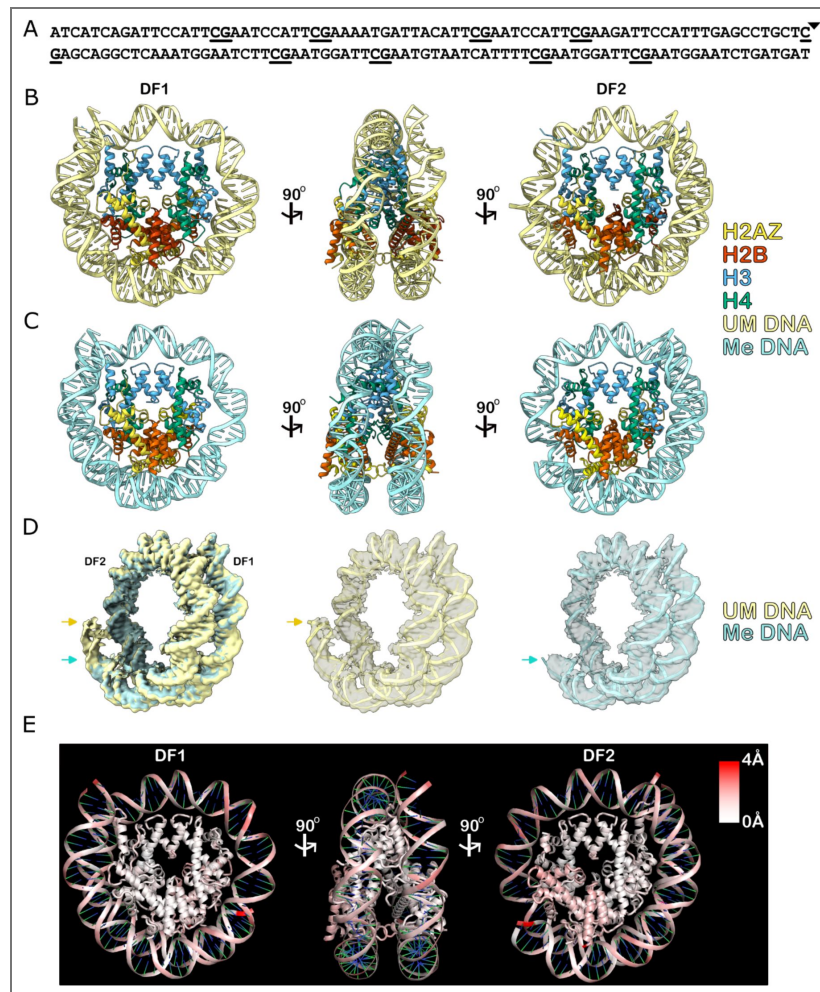 A
ATCATCAGATTCCATTCGAATCCATTCGAAAATGATTACATTCGAATCCATTCGAAGATTCCATTTGAGCCTGCTC
GAGCAGGCTCAAATGGAATCTTCGAATGGATTCGAATGTAATCATTTTCGAATGGATTCGAATGGAATCTGATGAT
B
DF1
DF2
90°
90°
H2AZ
H2B
H3
H4
UM DNA
Me DNA
C
90°
90°
D
DF2
DF1
UM DNA
Me DNA
E
DF1
DF2
4Å
0Å
90°
90°